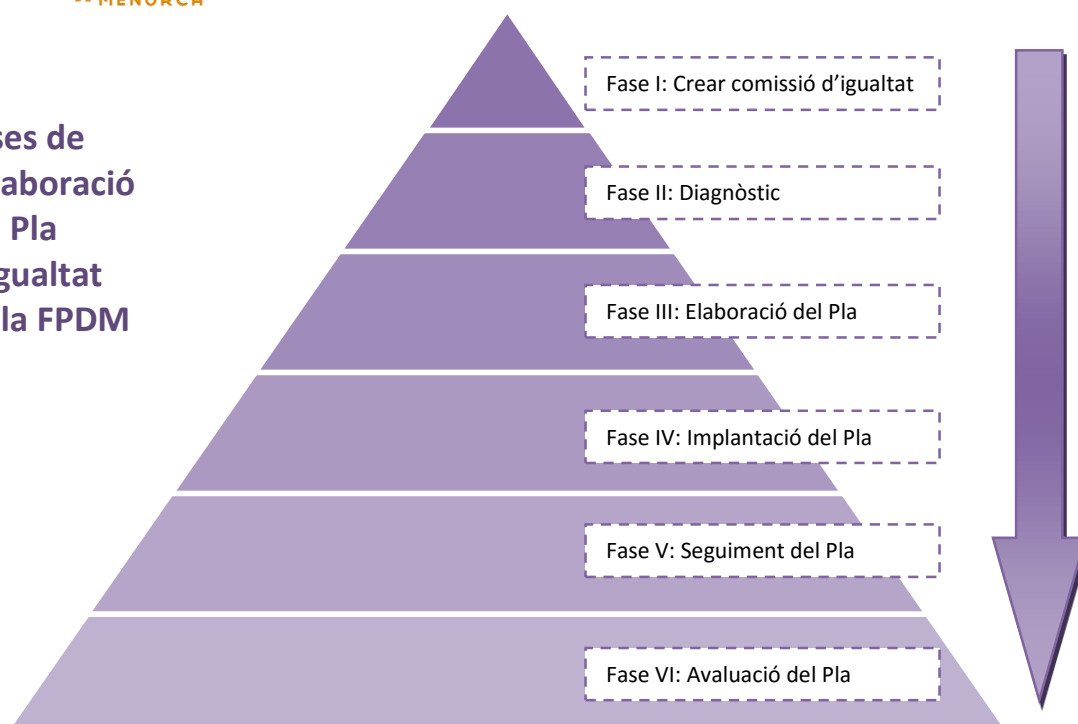 MENORCA
ses de
aboració
Pla
gualtat
la FPDM
Fase I: Crear comissió d'igualtat
Fase II: Diagnòstic
Fase III: Elaboració del Pla
Fase IV: Implantació del Pla
Fase V: Seguiment del Pla
Fase VI: Avaluació del Pla